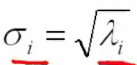 σᵢ = √λᵢ